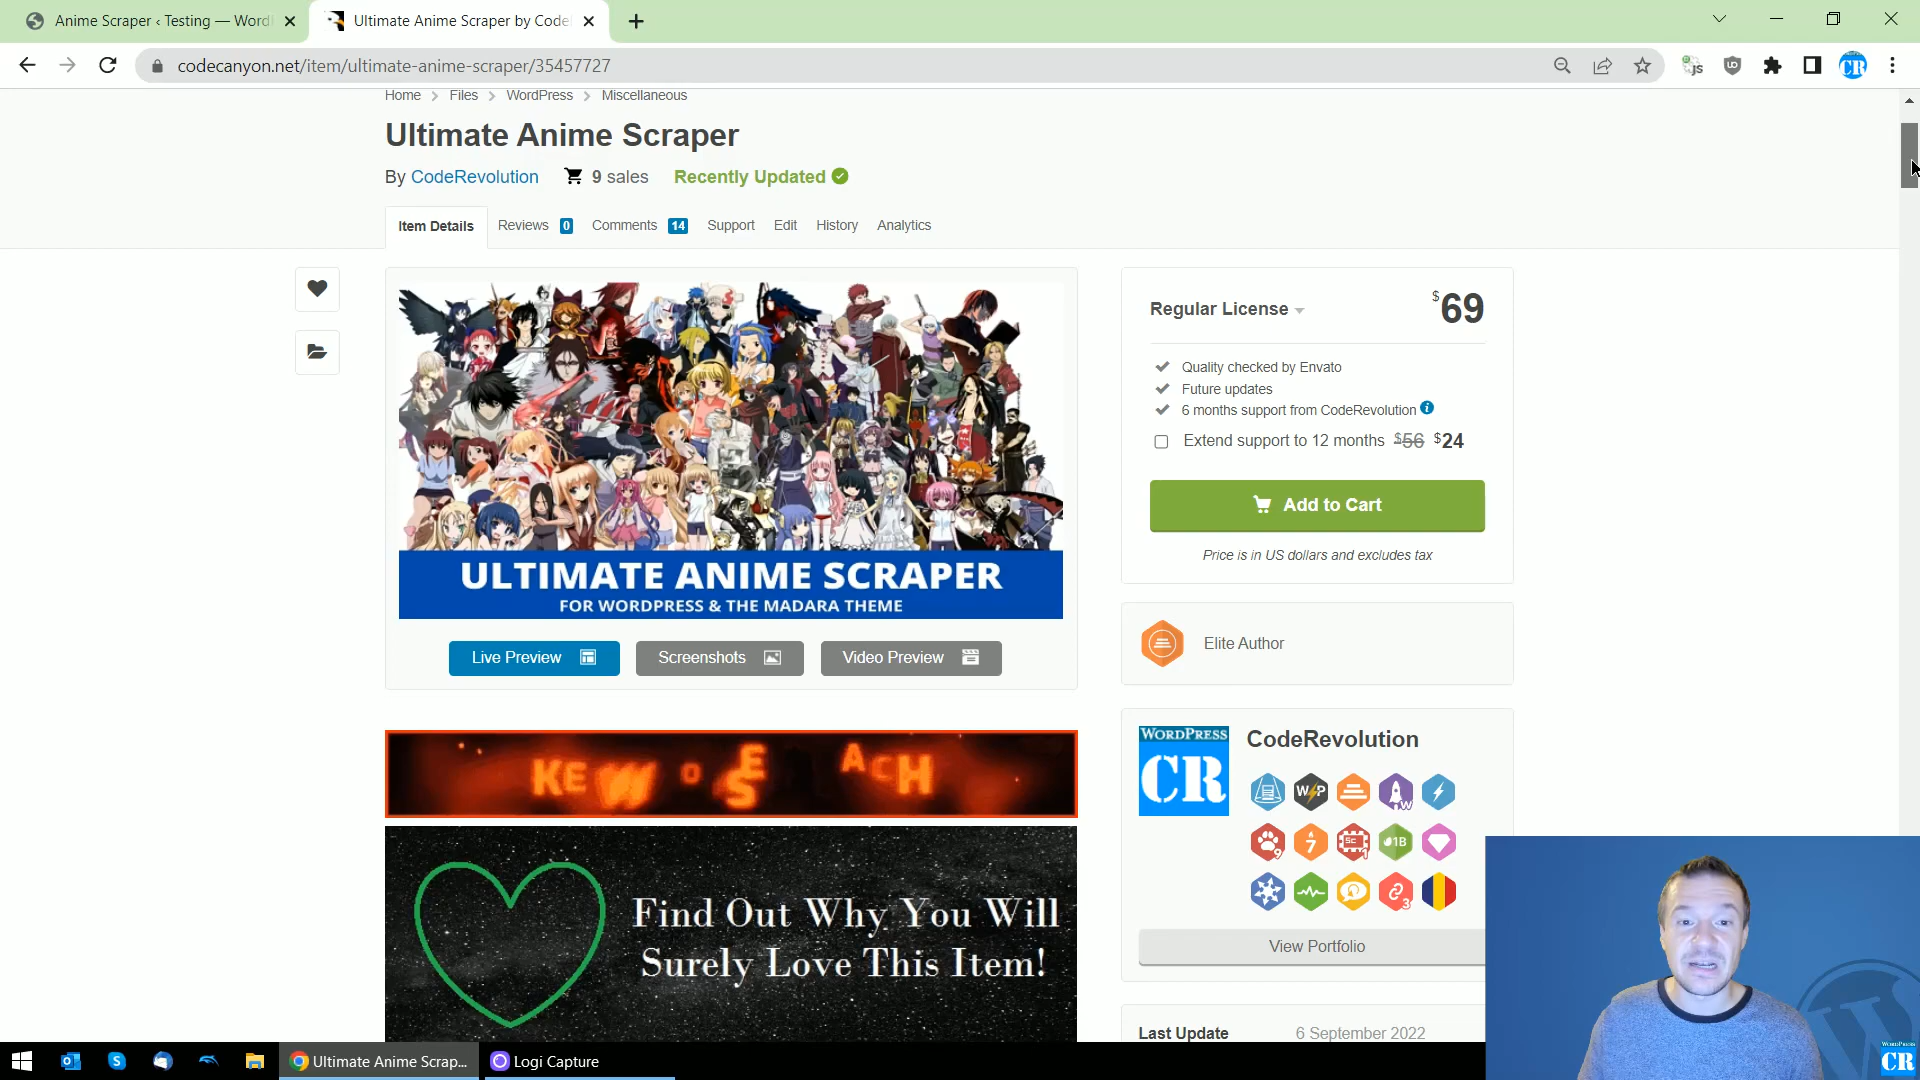 Anime Scraper ‹ Testing — Word
Ultimate Anime Scraper by Code
codecanyon.net/item/ultimate-anime-scraper/35457727
Home > Files > WordPress > Miscellaneous
Ultimate Anime Scraper
By CodeRevolution 9 sales Recently Updated
Item Details Reviews 0 Comments 14 Support Edit History Analytics
ULTIMATE ANIME SCRAPER
FOR WORDPRESS & THE MADARA THEME
Live Preview Screenshots Video Preview
Find Out Why You Will
Surely Love This Item!
Regular License $69
Quality checked by Envato
Future updates
6 months support from CodeRevolution
Extend support to 12 months $56 $24
Add to Cart
Price is in US dollars and excludes tax
Elite Author
WORDPRESS
CR
CodeRevolution
View Portfolio
Last Update 6 September 2022
Ultimate Anime Scrap...
Logi Capture
WORDPRESS
CR